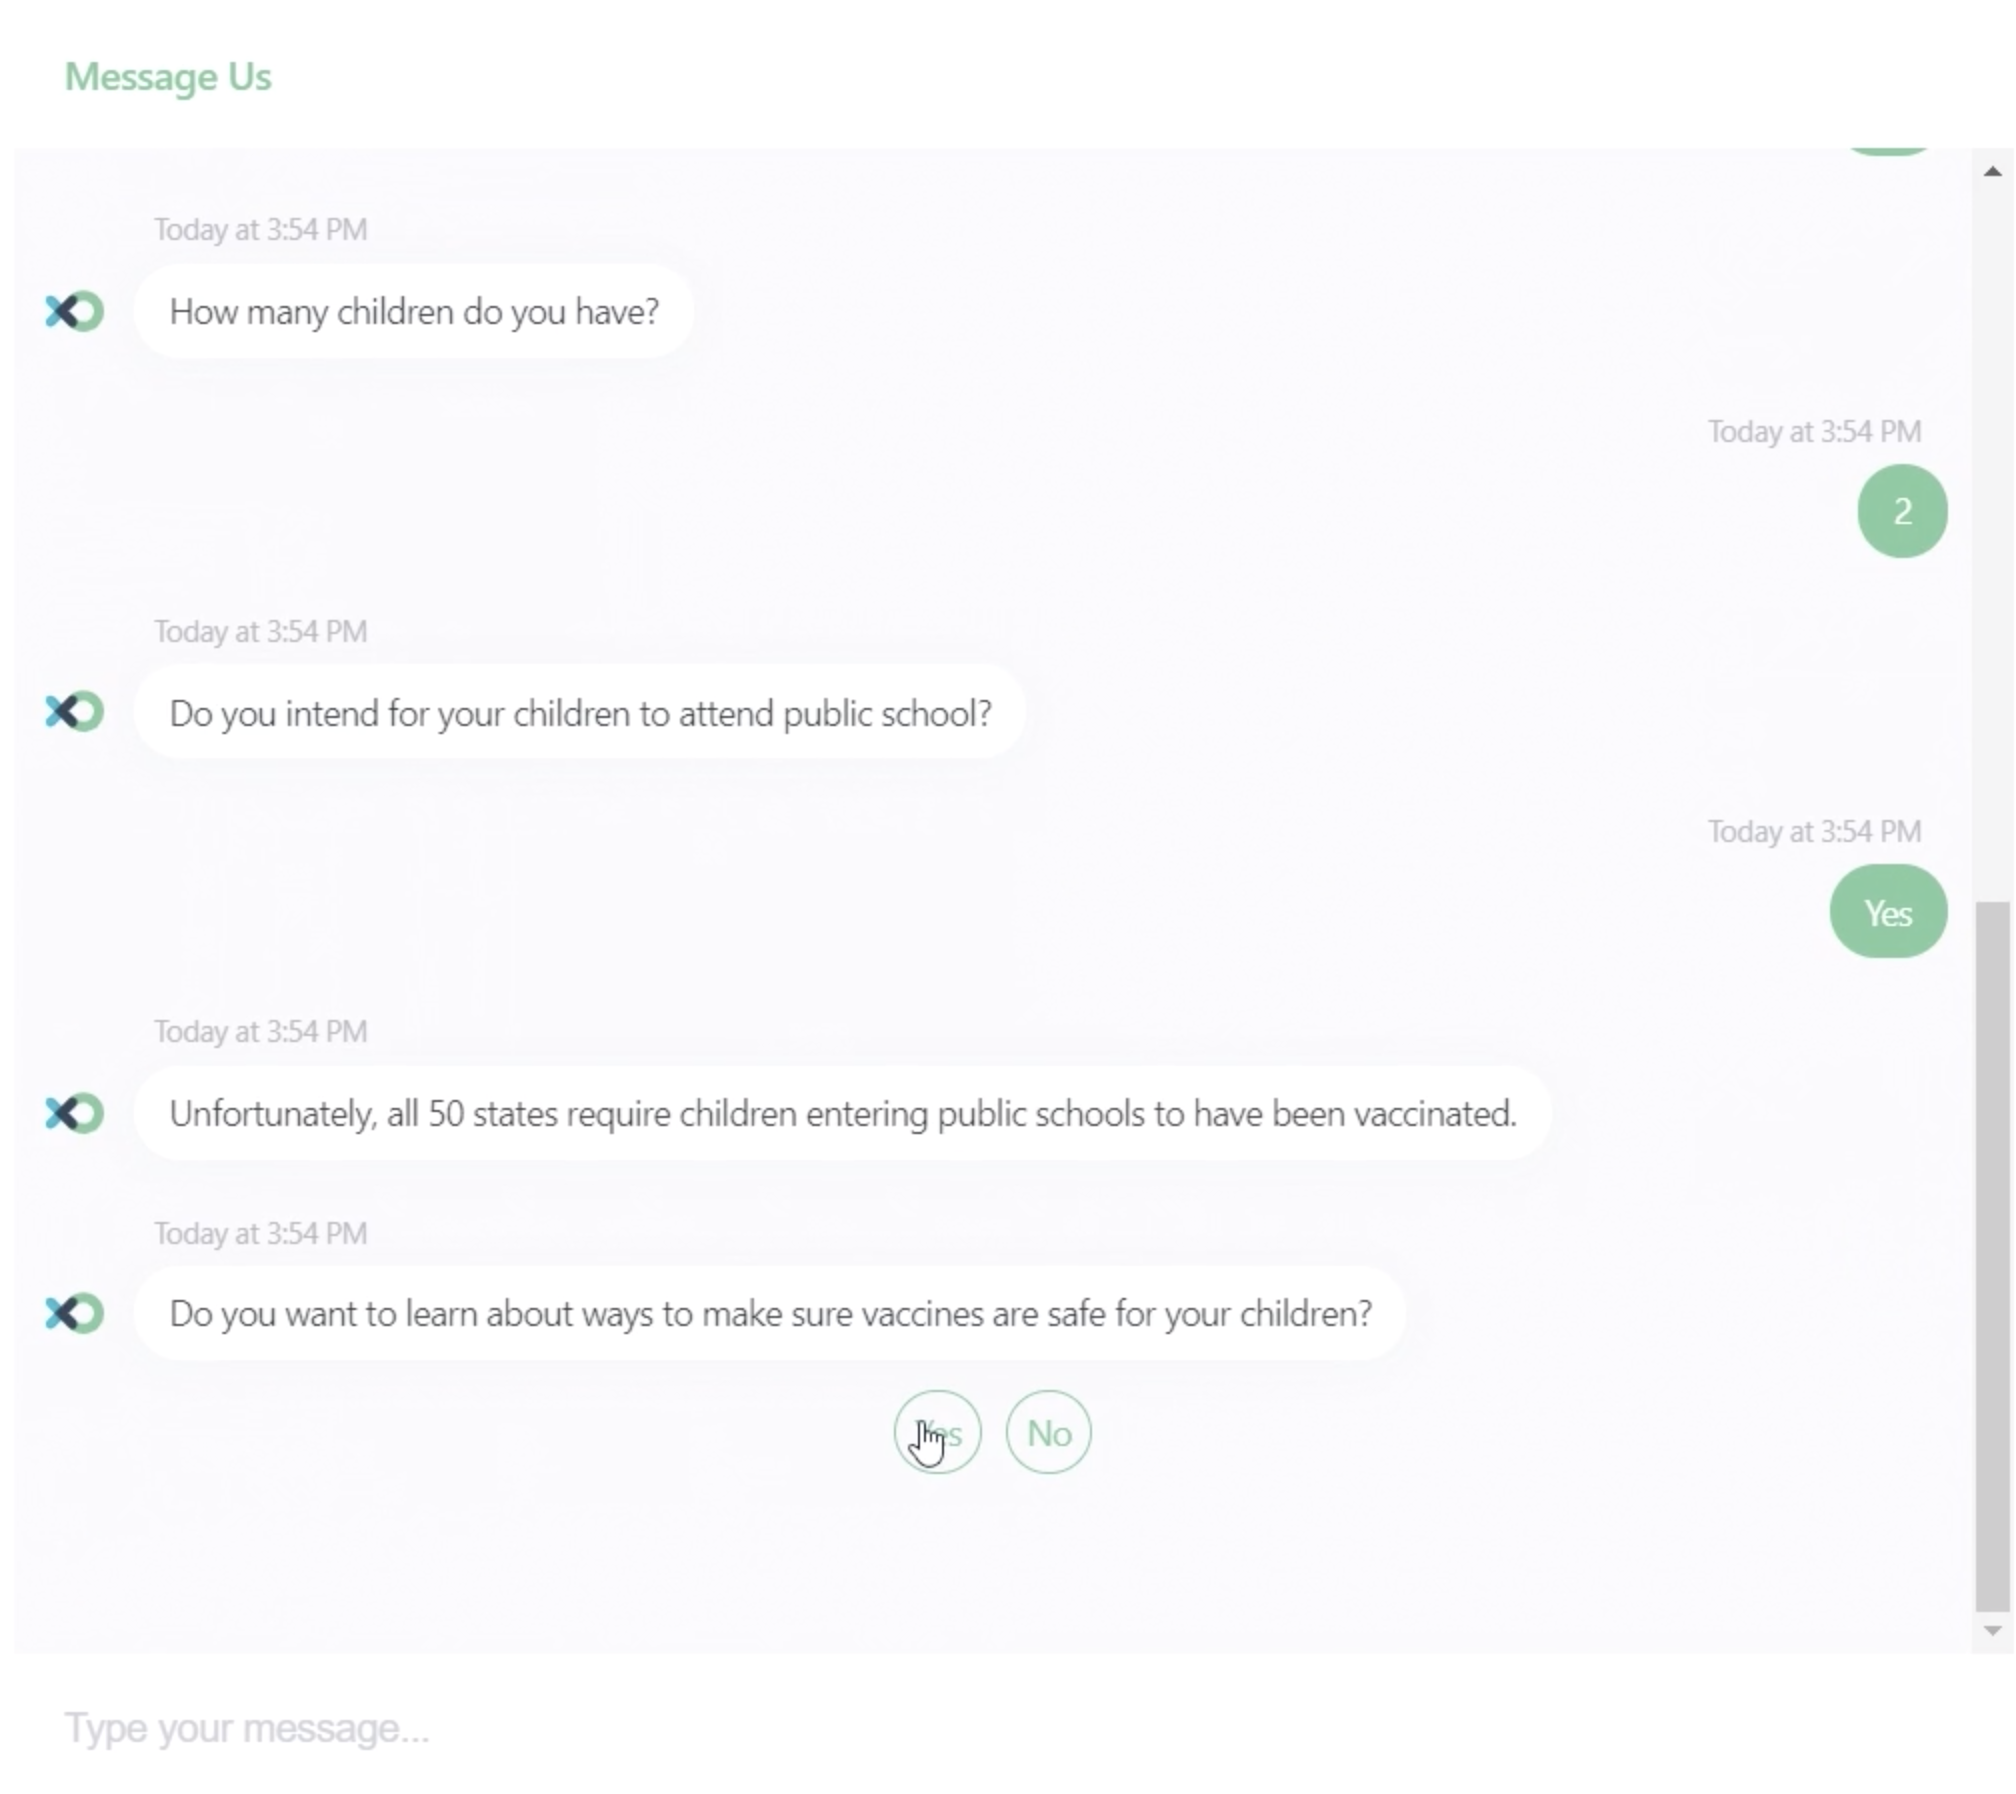 Message Us
Today at 3:54 PM
How many children do you have?
Today at 3:54 PM
2
Today at 3:54 PM
Do you intend for your children to attend public school?
Today at 3:54 PM
Yes
Today at 3:54 PM
Unfortunately, all 50 states require children entering public schools to have been vaccinated.
Today at 3:54 PM
Do you want to learn about ways to make sure vaccines are safe for your children?
Yes No
Type your message...